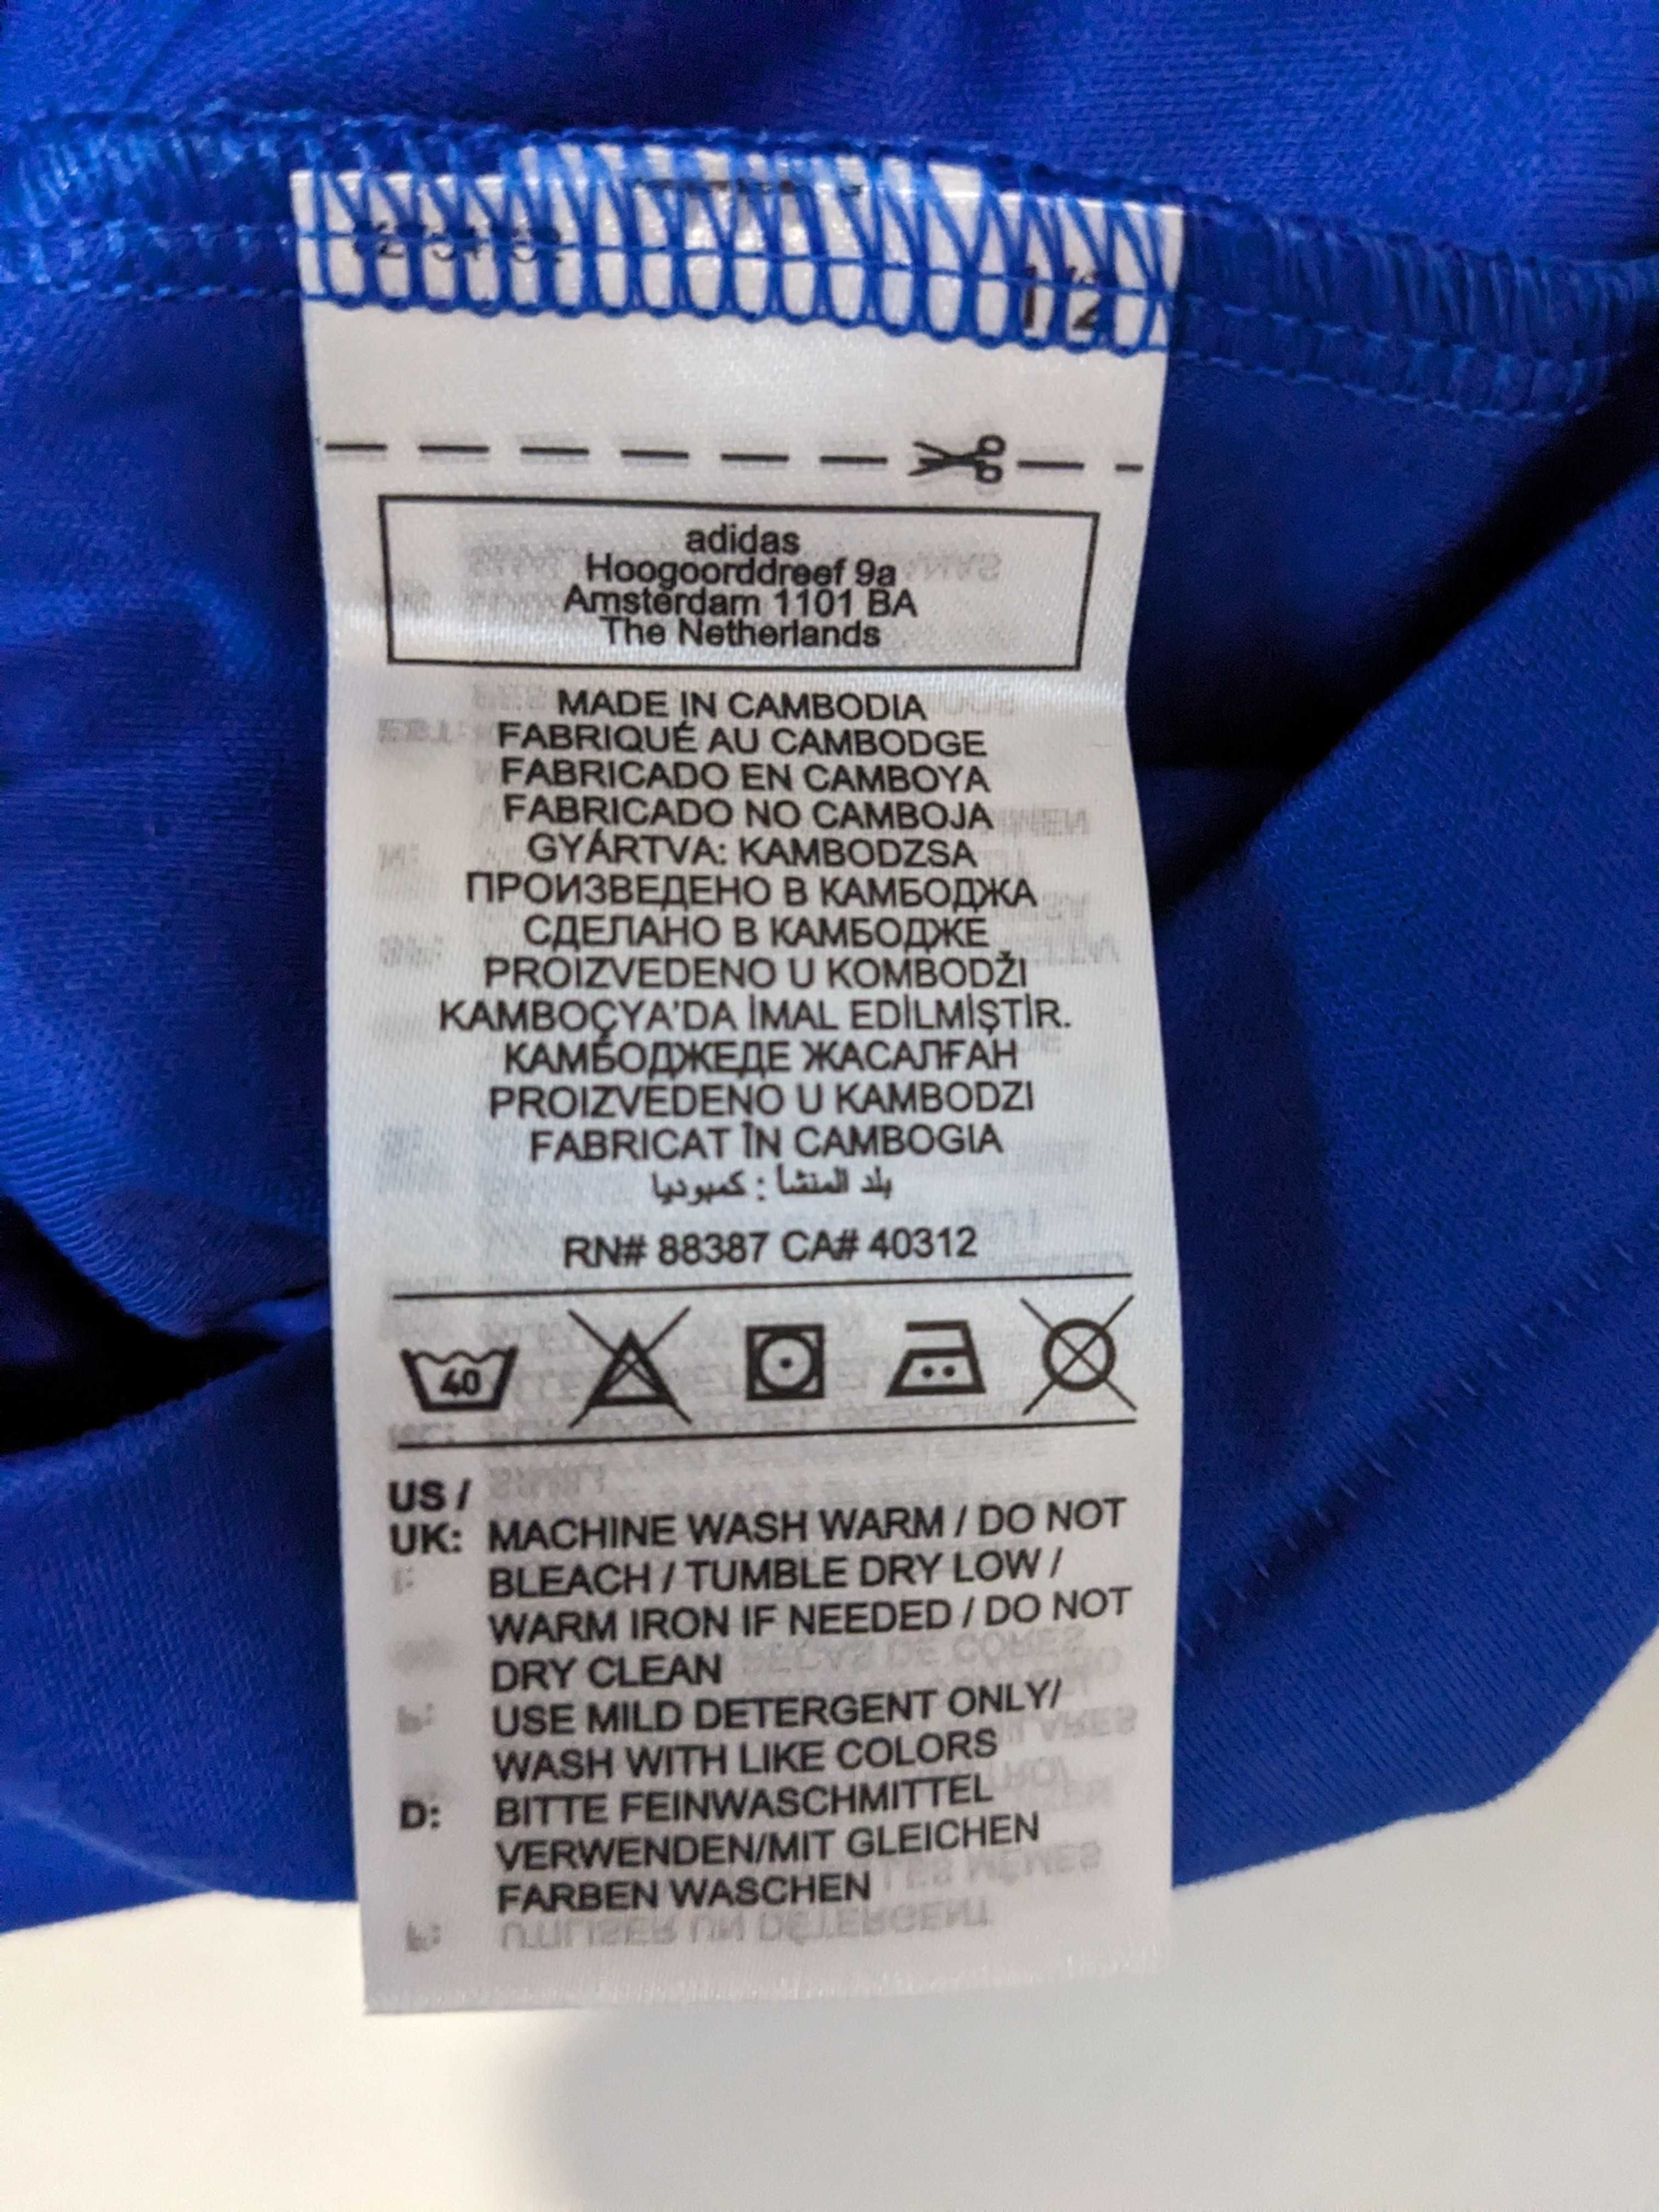 1/2
adidas
Hoogoorddreef 9a
Amsterdam 1101 BA
The Netherlands
MADE IN CAMBODIA
FABRIQUÉ AU CAMBODGE
FABRICADO EN CAMBOYA
FABRICADO NO CAMBOJA
GYÁRTVA: KAMBODZSA
ПРОИЗВЕДЕНО В КАМБОДЖА
СДЕЛАНО В КАМБОДЖЕ
PROIZVEDENO U KOMBODŽI
KAMBOÇYA'DA İMAL EDİLMİŞTİR.
КАМБОДЖЕДЕ ЖАСАЛҒАН
PROIZVEDENO U KAMBODZI
FABRICAT ÎN CAMBOGIA
بلد المنشأ : كمبوديا
RN# 88387 CA# 40312
40
US /
UK: MACHINE WASH WARM / DO NOT
BLEACH / TUMBLE DRY LOW /
WARM IRON IF NEEDED / DO NOT
DRY CLEAN
USE MILD DETERGENT ONLY/
WASH WITH LIKE COLORS
D: BITTE FEINWASCHMITTEL
VERWENDEN/MIT GLEICHEN
FARBEN WASCHEN